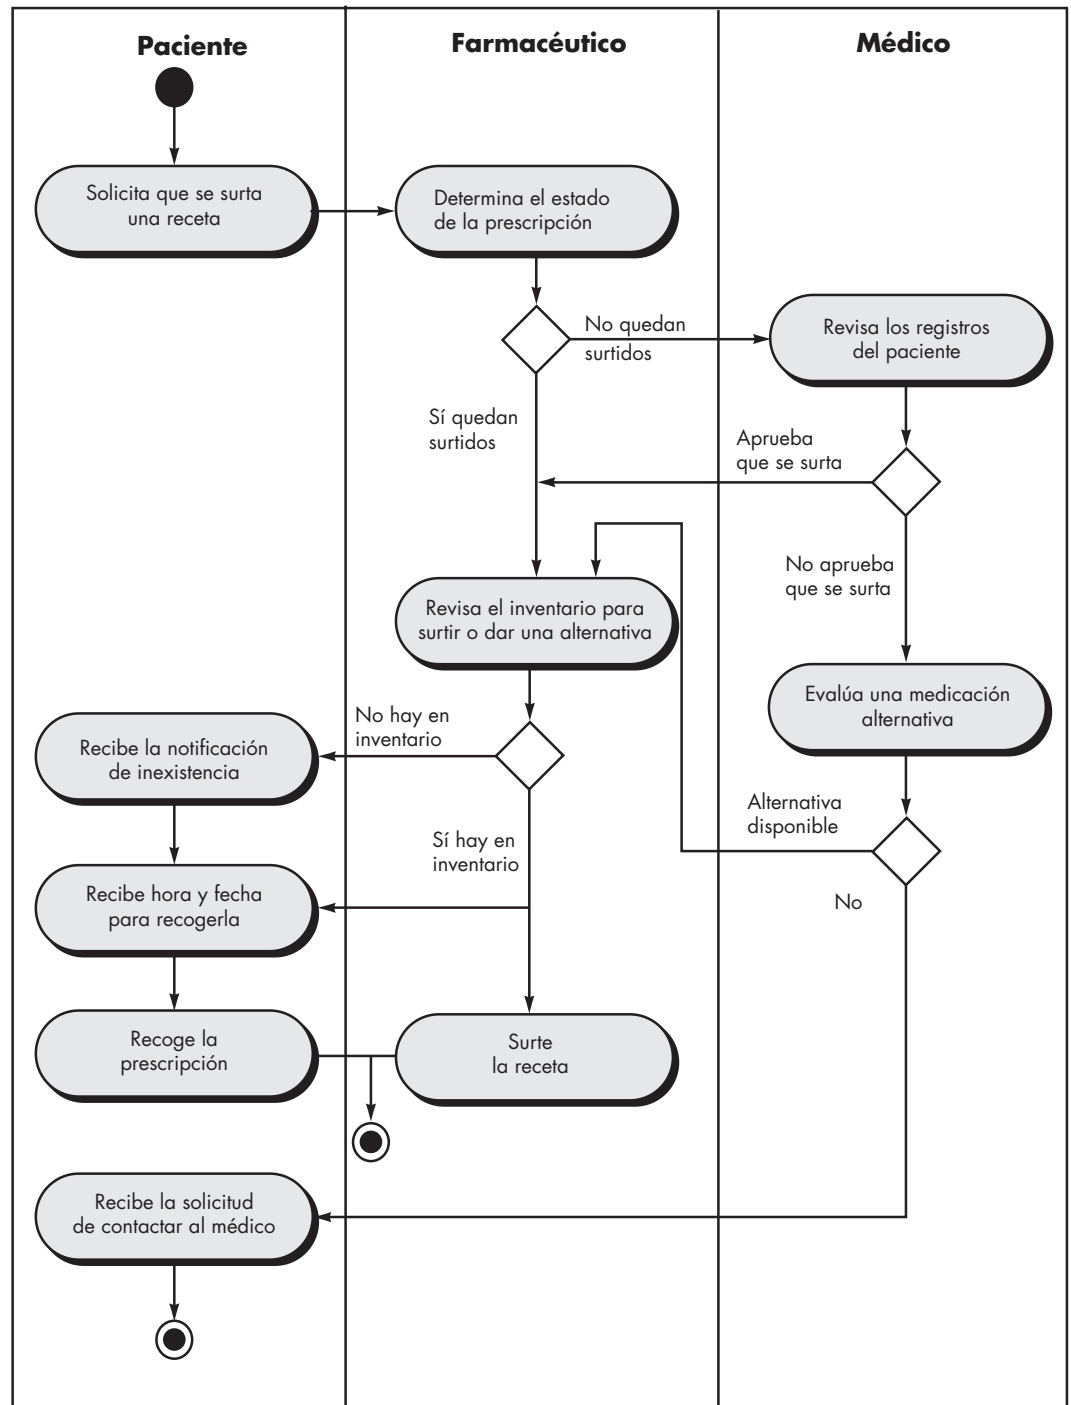 Paciente
Farmacéutico
Médico
Solicita que se surta
una receta
Determina el estado
de la prescripción
No quedan
surtidos
Revisa los registros
del paciente
Sí quedan
surtidos
Aprueba
que se surta
No aprueba
que se surta
Revisa el inventario para
surtir o dar una alternativa
Evalúa una medicación
alternativa
No hay en
inventario
Recibe la notificación
de inexistencia
Alternativa
disponible
Sí hay en
inventario
No
Recibe hora y fecha
para recogerla
Recoge la
prescripción
Surte
la receta
Recibe la solicitud
de contactar al médico